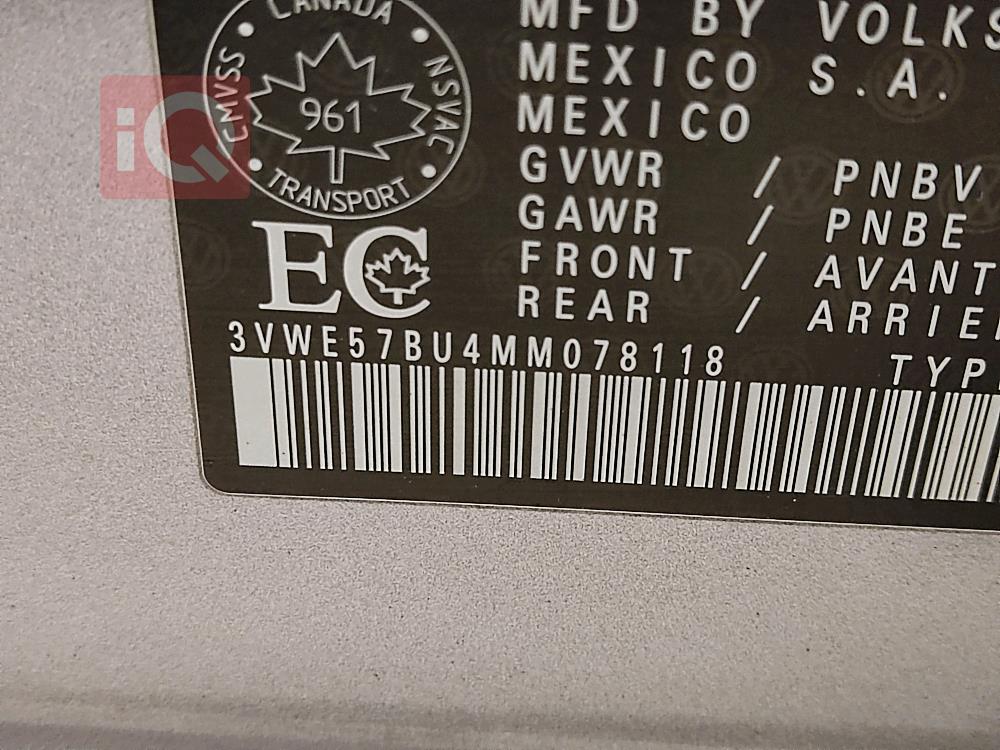 CANADA
CMVSS
NSVAC
961
TRANSPORT
EC
iQ
MFD BY VOLKS
MEXICO S.A.
MEXICO
GVWR / PNBV
GAWR / PNBE
FRONT / AVANT
REAR / ARRIE
3VWE57BU4MM078118
TYP